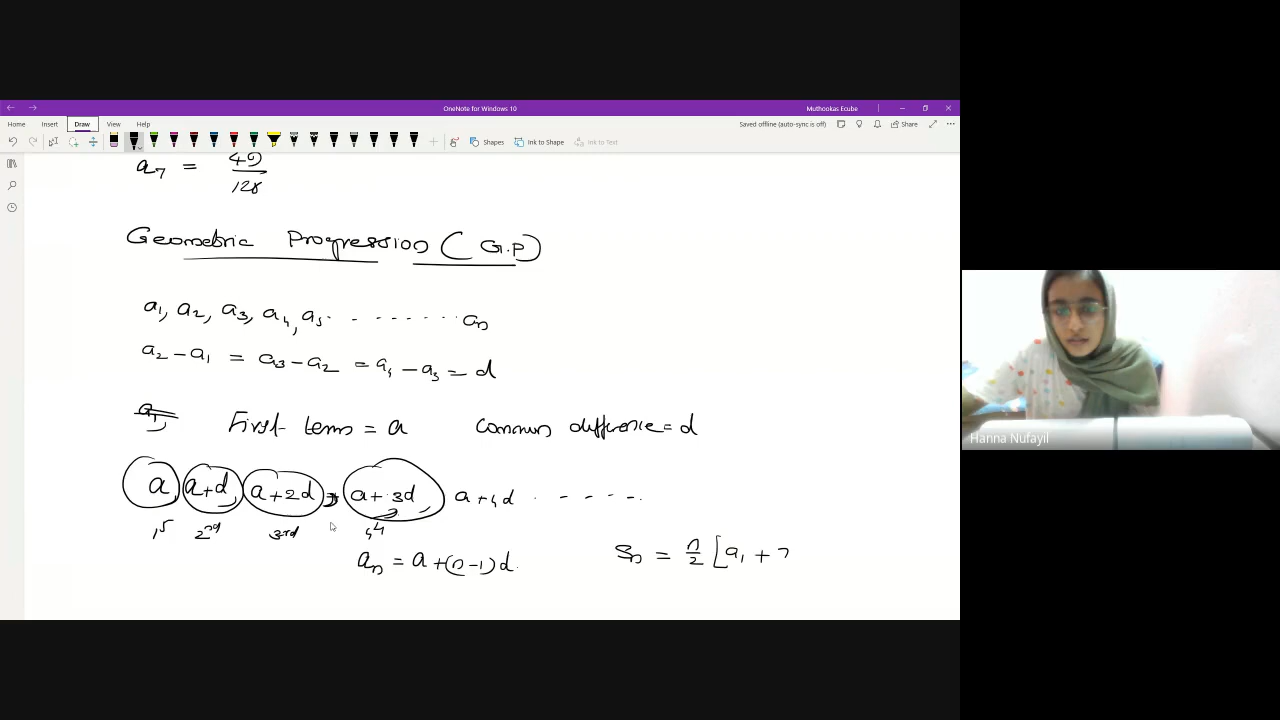 OneNote for Windows 10
Muthookas Ecube
Home Insert Draw View Help
Saved offline (auto-sync is off) Share
Shapes Ink to Shape Ink to Text
a₇ = 49/128
Geometric Progression (G.P)
a₁, a₂, a₃, a₄, a₅ - - - - - - - aₙ
a₂ - a₁ = a₃ - a₂ = a₄ - a₃ = d
a₁ First term = a Common difference = d
a, a+d, a+2d, a+3d a+4d - - - - - -
1st 2nd 3rd 4th
aₙ = a + (n-1)d. Sₙ = n/2 [a₁ +
Hanna Nufayil